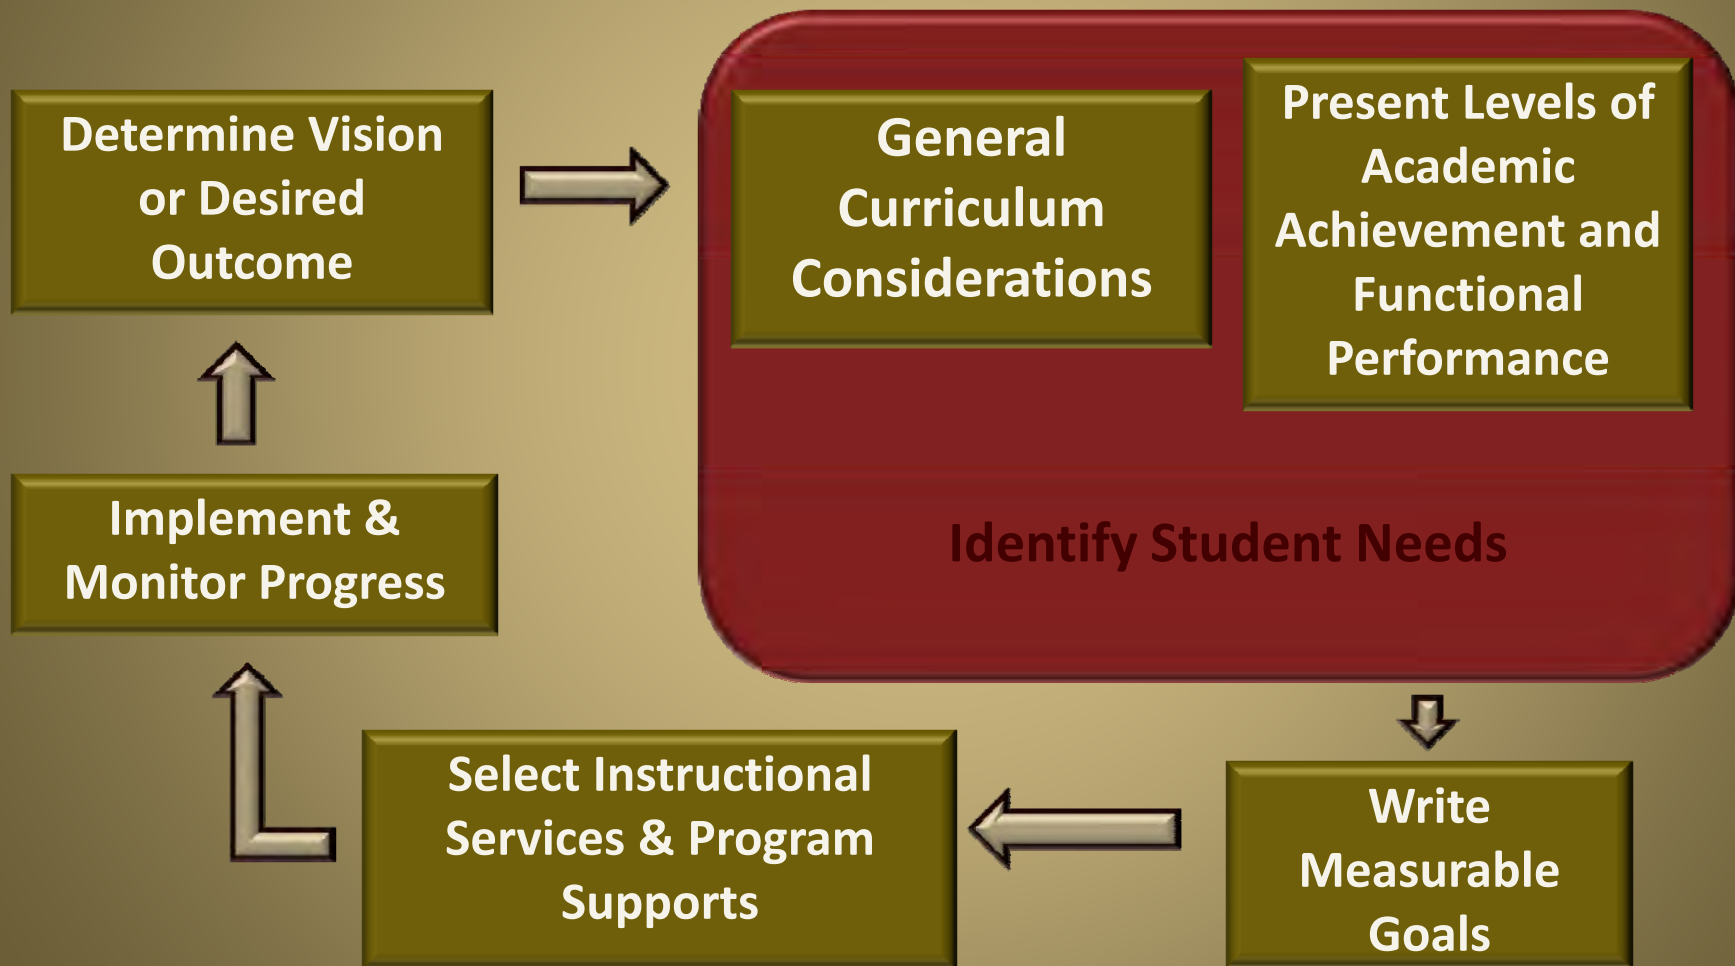 Determine Vision
or Desired
Outcome
General
Curriculum
Considerations
Present Levels of
Academic
Achievement and
Functional
Performance
Identify Student Needs
Write
Measurable
Goals
Select Instructional
Services & Program
Supports
Implement &
Monitor Progress